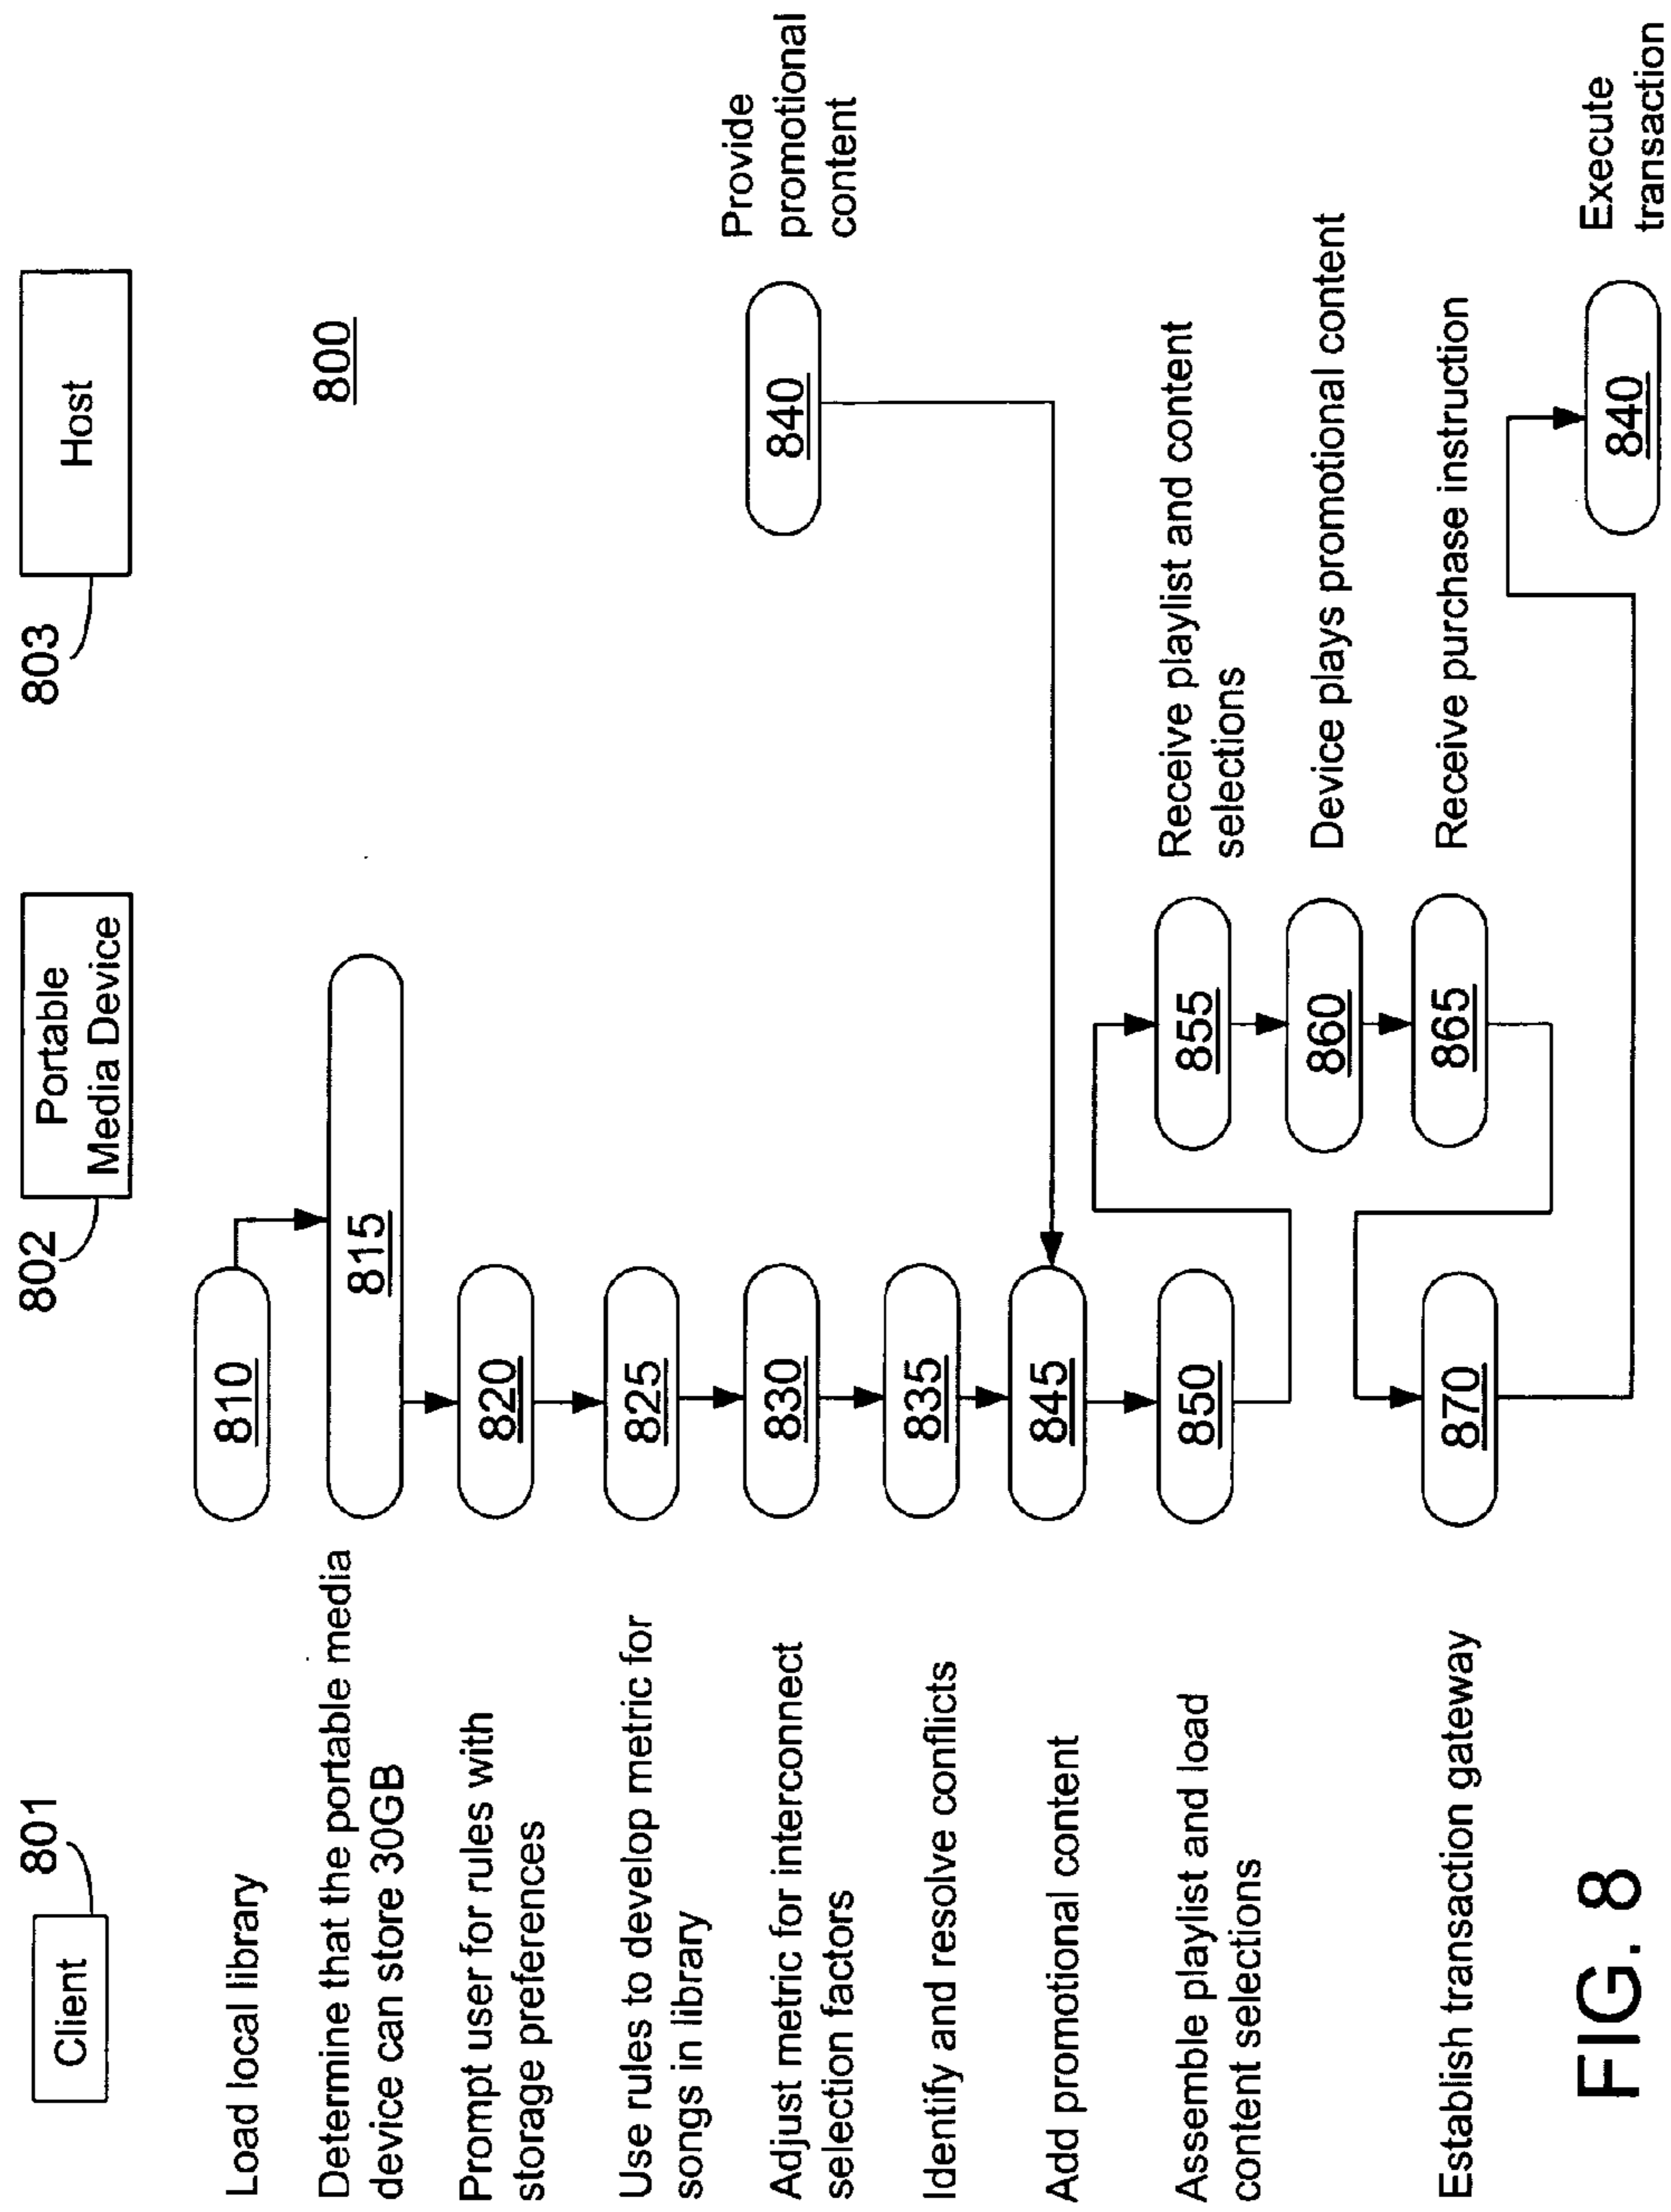 801
Client
802
Portable
Media Device
803
Host
800
Load local library
810
Determine that the portable media
device can store 30GB
815
Prompt user for rules with
storage preferences
820
Use rules to develop metric for
songs in library
825
Adjust metric for interconnect
selection factors
830
840
Provide
promotional
content
Identify and resolve conflicts
835
Add promotional content
845
Assemble playlist and load
content selections
850
855
Receive playlist and content
selections
860
Device plays promotional content
865
Receive purchase instruction
Establish transaction gateway
870
840
Execute
transaction
FIG. 8